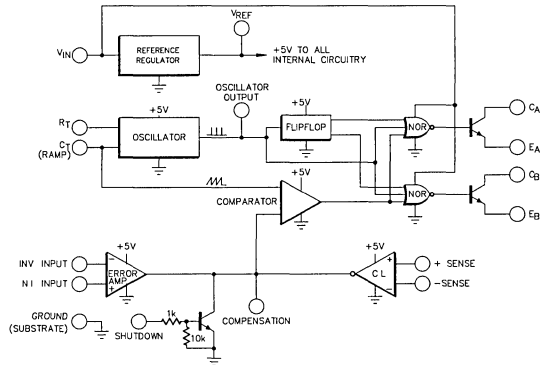 VREF
VIN
REFERENCE
REGULATOR
+5V TO ALL
INTERNAL CIRCUITRY
OSCILLATOR
OUTPUT
+5V
RT
CT
(RAMP)
OSCILLATOR
+5V
FLIPFLOP
NOR
CA
EA
+5V
COMPARATOR
NOR
CB
EB
INV INPUT
NI INPUT
+5V
-
+
ERROR
AMP
+5V
CL
+
-
+ SENSE
-SENSE
GROUND
(SUBSTRATE)
SHUTDOWN
1k
10k
COMPENSATION